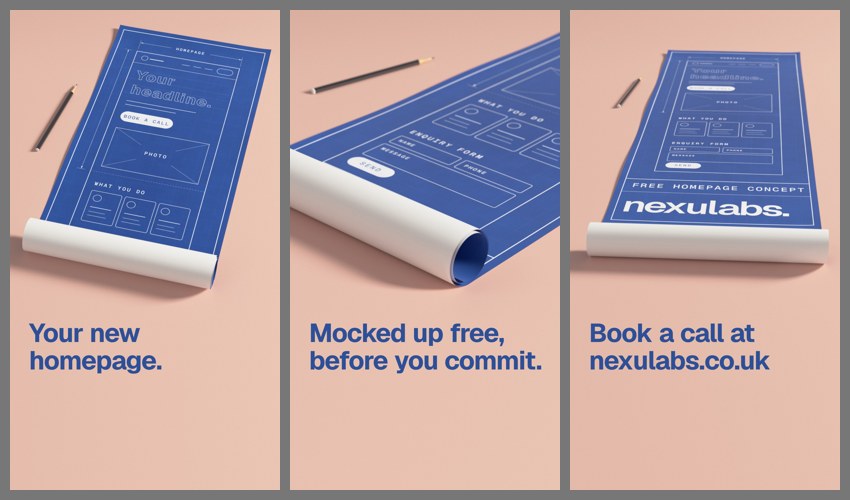 HOMEPAGE
Your
headline.
BOOK A CALL
PHOTO
WHAT YOU DO
Your new
homepage.
WHAT YOU DO
ENQUIRY FORM
NAME
PHONE
MESSAGE
SEND
Mocked up free,
before you commit.
HOMEPAGE
Your
headline.
PHOTO
WHAT YOU DO
ENQUIRY FORM
NAME
PHONE
MESSAGE
SEND
FREE HOMEPAGE CONCEPT
nexulabs.
Book a call at
nexulabs.co.uk